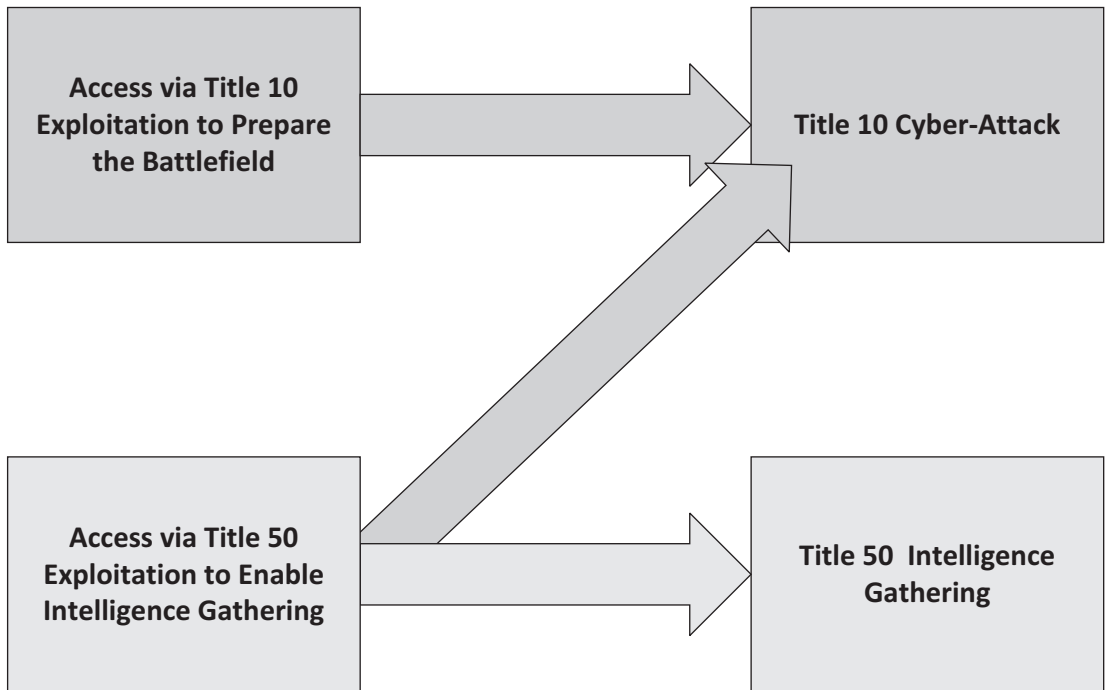 Access via Title 10
Exploitation to Prepare
the Battlefield
Title 10 Cyber-Attack
Access via Title 50
Exploitation to Enable
Intelligence Gathering
Title 50  Intelligence
Gathering